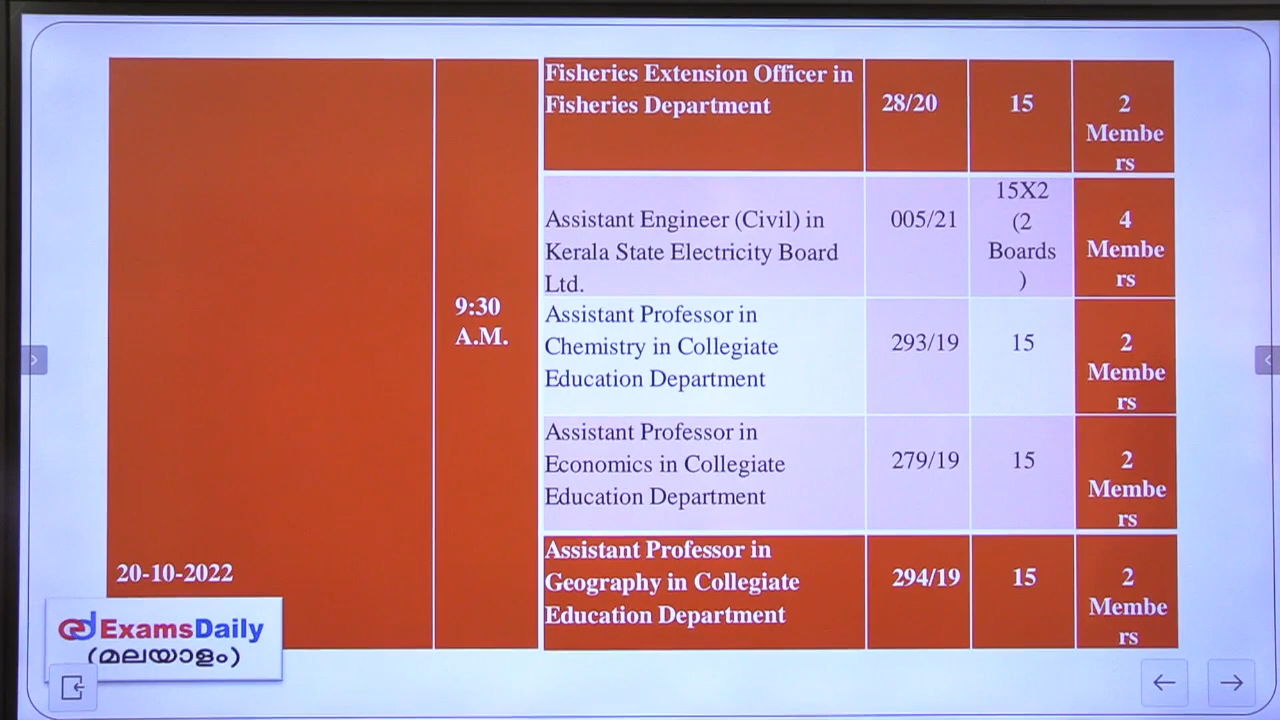 20-10-2022
9:30
A.M.
Fisheries Extension Officer in
Fisheries Department
28/20
15
2
Membe
rs
Assistant Engineer (Civil) in
Kerala State Electricity Board
Ltd.
005/21
15X2
(2
Boards
)
4
Membe
rs
Assistant Professor in
Chemistry in Collegiate
Education Department
293/19
15
2
Membe
rs
Assistant Professor in
Economics in Collegiate
Education Department
279/19
15
2
Membe
rs
Assistant Professor in
Geography in Collegiate
Education Department
294/19
15
2
Membe
rs
ExamsDaily
(മലയാളം)